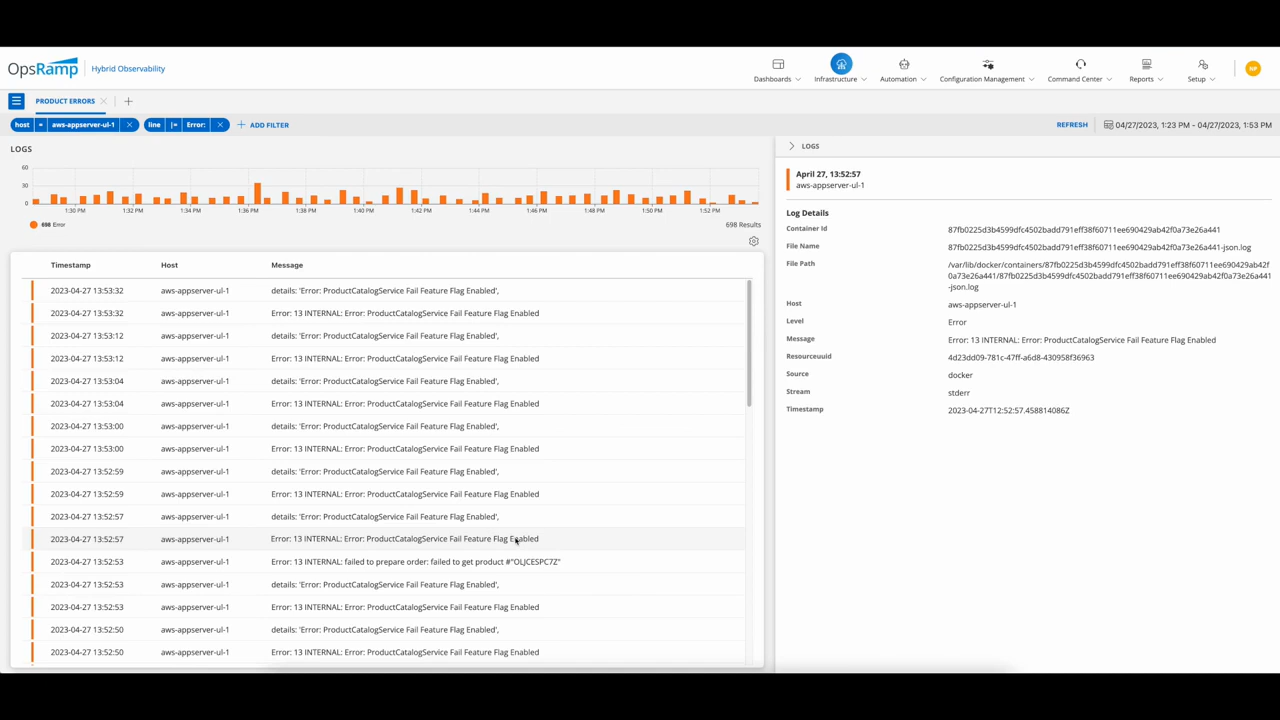 OpsRamp Hybrid Observability
Dashboards Infrastructure Automation Configuration Management Command Center Reports Setup NP
PRODUCT ERRORS
host = aws-appserver-ul-1 line |= Error: ADD FILTER REFRESH 04/27/2023, 1:23 PM - 04/27/2023, 1:53 PM
LOGS
60
30
0
1:30 PM 1:32 PM 1:34 PM 1:36 PM 1:38 PM 1:40 PM 1:42 PM 1:44 PM 1:46 PM 1:48 PM 1:50 PM 1:52 PM
698 Error 698 Results
Timestamp Host Message
2023-04-27 13:53:32 aws-appserver-ul-1 details: 'Error: ProductCatalogService Fail Feature Flag Enabled',
2023-04-27 13:53:32 aws-appserver-ul-1 Error: 13 INTERNAL: Error: ProductCatalogService Fail Feature Flag Enabled
2023-04-27 13:53:12 aws-appserver-ul-1 details: 'Error: ProductCatalogService Fail Feature Flag Enabled',
2023-04-27 13:53:12 aws-appserver-ul-1 Error: 13 INTERNAL: Error: ProductCatalogService Fail Feature Flag Enabled
2023-04-27 13:53:04 aws-appserver-ul-1 details: 'Error: ProductCatalogService Fail Feature Flag Enabled',
2023-04-27 13:53:04 aws-appserver-ul-1 Error: 13 INTERNAL: Error: ProductCatalogService Fail Feature Flag Enabled
2023-04-27 13:53:00 aws-appserver-ul-1 details: 'Error: ProductCatalogService Fail Feature Flag Enabled',
2023-04-27 13:53:00 aws-appserver-ul-1 Error: 13 INTERNAL: Error: ProductCatalogService Fail Feature Flag Enabled
2023-04-27 13:52:59 aws-appserver-ul-1 details: 'Error: ProductCatalogService Fail Feature Flag Enabled',
2023-04-27 13:52:59 aws-appserver-ul-1 Error: 13 INTERNAL: Error: ProductCatalogService Fail Feature Flag Enabled
2023-04-27 13:52:57 aws-appserver-ul-1 details: 'Error: ProductCatalogService Fail Feature Flag Enabled',
2023-04-27 13:52:57 aws-appserver-ul-1 Error: 13 INTERNAL: Error: ProductCatalogService Fail Feature Flag Enabled
2023-04-27 13:52:53 aws-appserver-ul-1 Error: 13 INTERNAL: failed to prepare order: failed to get product #"OLJCESPC7Z"
2023-04-27 13:52:53 aws-appserver-ul-1 details: 'Error: ProductCatalogService Fail Feature Flag Enabled',
2023-04-27 13:52:53 aws-appserver-ul-1 Error: 13 INTERNAL: Error: ProductCatalogService Fail Feature Flag Enabled
2023-04-27 13:52:50 aws-appserver-ul-1 details: 'Error: ProductCatalogService Fail Feature Flag Enabled',
2023-04-27 13:52:50 aws-appserver-ul-1 Error: 13 INTERNAL: Error: ProductCatalogService Fail Feature Flag Enabled
LOGS
April 27, 13:52:57
aws-appserver-ul-1
Log Details
Container Id 87fb0225d3b4599dfc4502badd791eff38f60711ee690429ab42f0a73e26a441
File Name 87fb0225d3b4599dfc4502badd791eff38f60711ee690429ab42f0a73e26a441-json.log
File Path /var/lib/docker/containers/87fb0225d3b4599dfc4502badd791eff38f60711ee690429ab42f
0a73e26a441/87fb0225d3b4599dfc4502badd791eff38f60711ee690429ab42f0a73e26a441
-json.log
Host aws-appserver-ul-1
Level Error
Message Error: 13 INTERNAL: Error: ProductCatalogService Fail Feature Flag Enabled
Resourceuuid 4d23dd09-781c-47ff-a6d8-430958f36963
Source docker
Stream stderr
Timestamp 2023-04-27T12:52:57.458814086Z